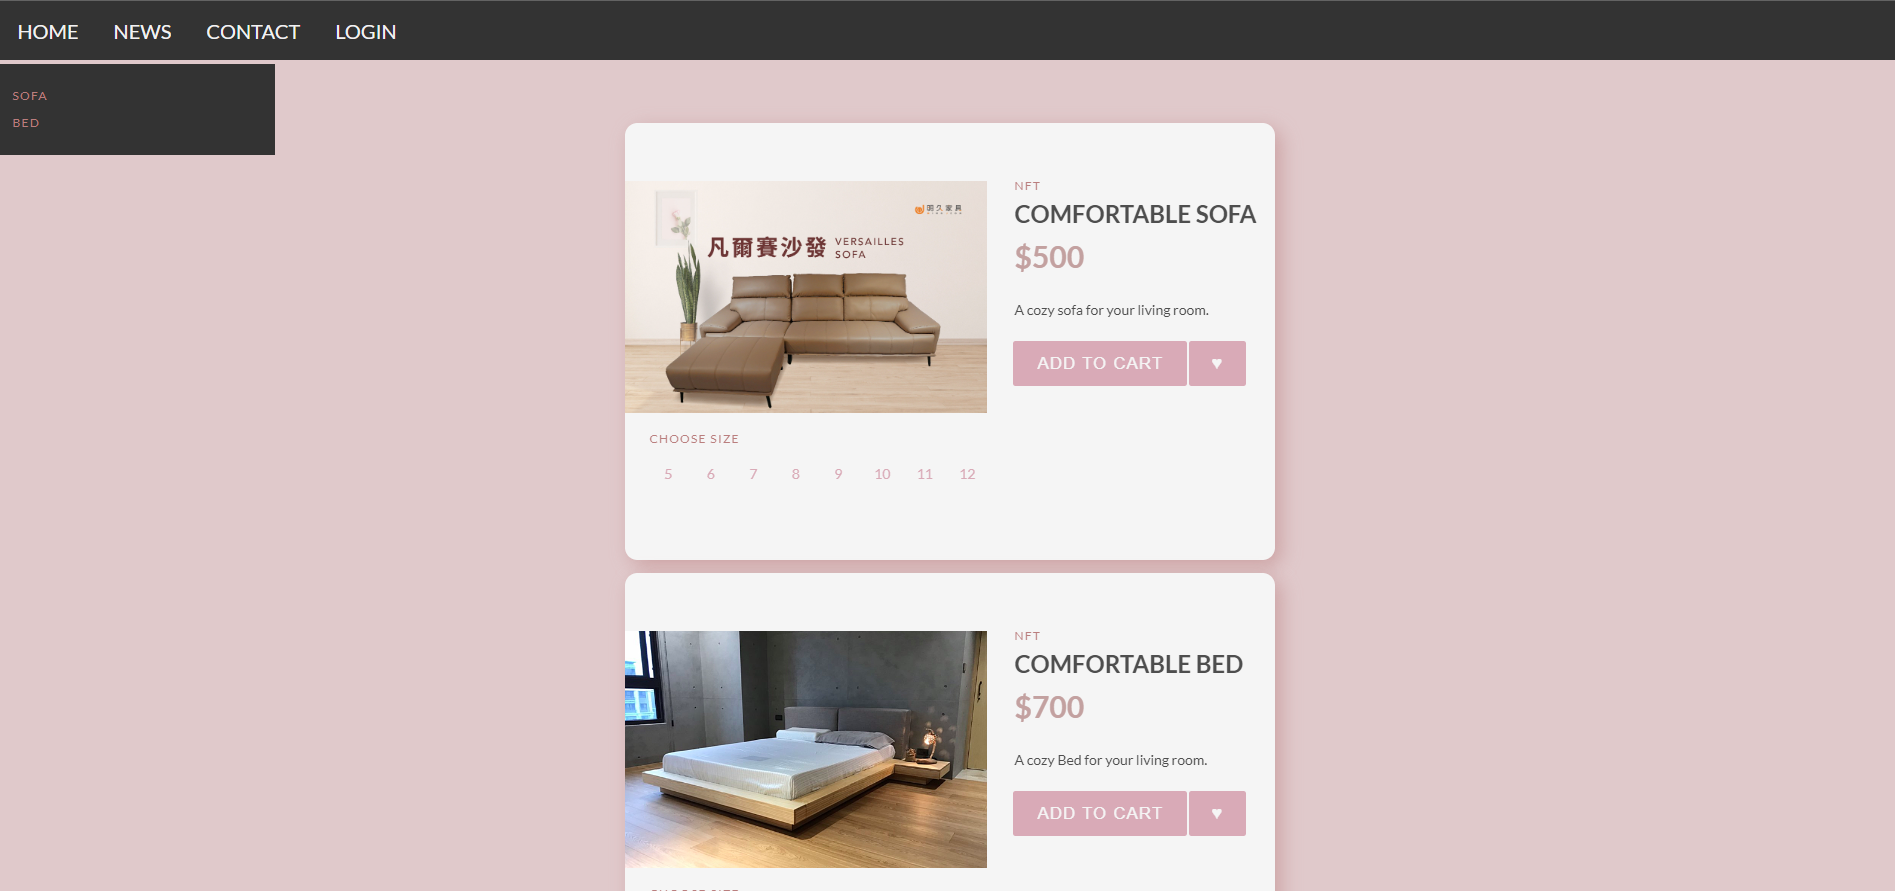 HOME NEWS CONTACT LOGIN
SOFA
BED
凡爾賽沙發 VERSAILLES SOFA
NFT
COMFORTABLE SOFA
$500
A cozy sofa for your living room.
ADD TO CART ♥
CHOOSE SIZE
5 6 7 8 9 10 11 12
NFT
COMFORTABLE BED
$700
A cozy Bed for your living room.
ADD TO CART ♥